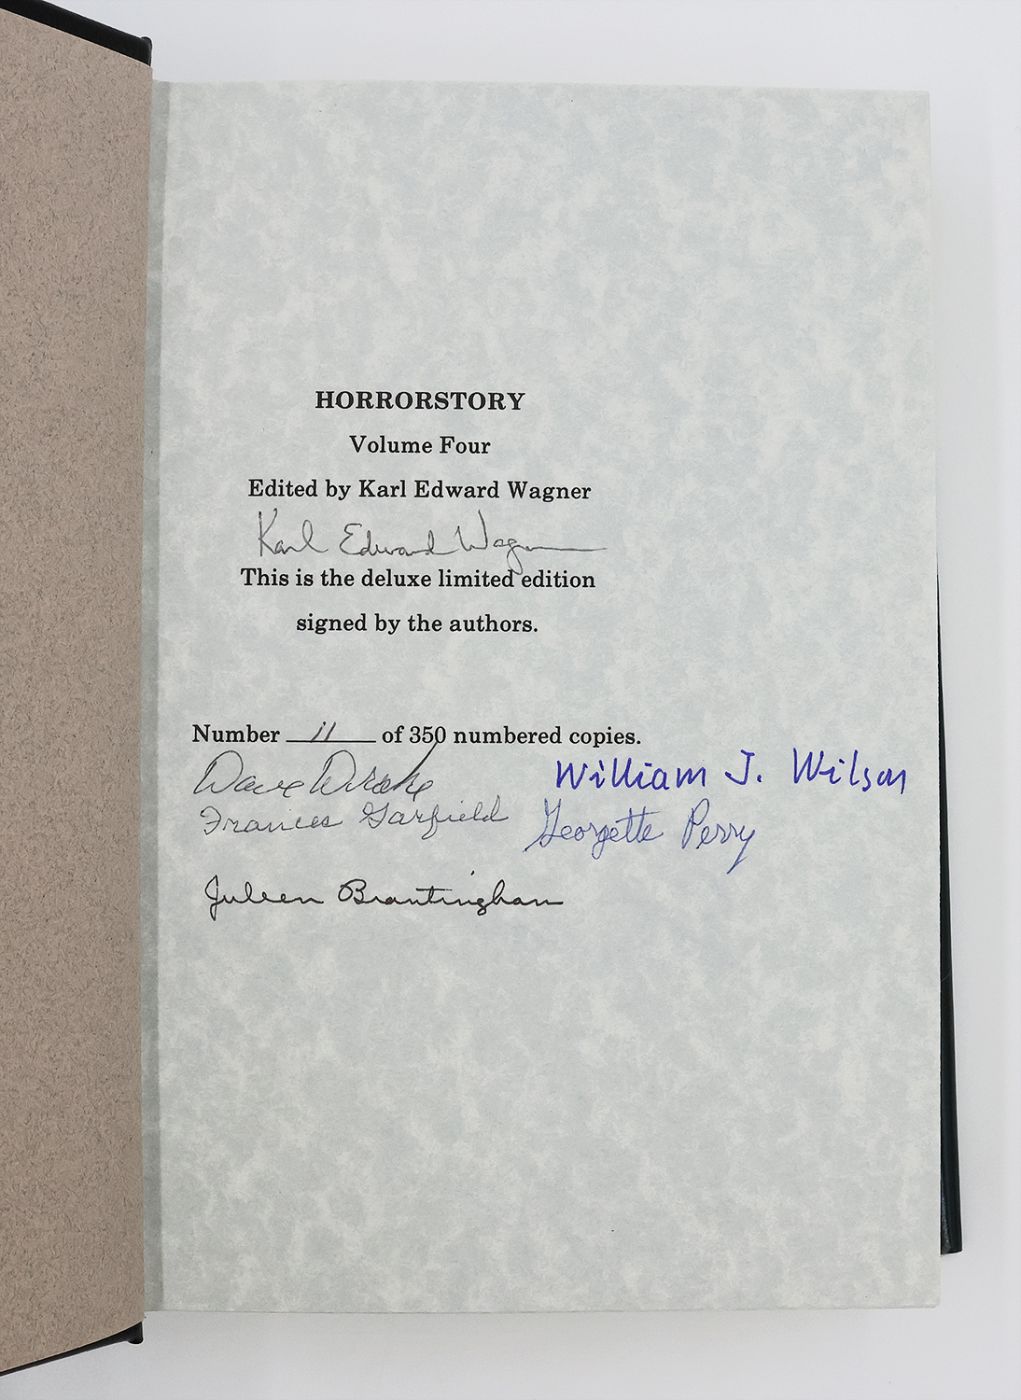 HORRORSTORY
Volume Four
Edited by Karl Edward Wagner
Karl Edward Wagner
This is the deluxe limited edition
signed by the authors.
Number 11 of 350 numbered copies.
Dave Drake William J. Wilson
Frances Garfield Georgette Perry
Juleen Brantingham